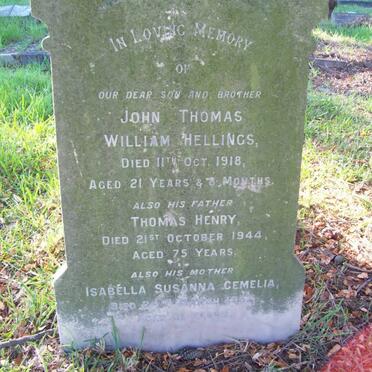 IN LOVING MEMORY
OF
OUR DEAR SON AND BROTHER
JOHN THOMAS
WILLIAM HELLINGS,
DIED 11TH OCT. 1918,
AGED 21 YEARS & 8 MONTHS.
ALSO HIS FATHER
THOMAS HENRY,
DIED 21ST OCTOBER 1944,
AGED 75 YEARS,
ALSO HIS MOTHER
ISABELLA SUSANNA CEMELIA,
DIED